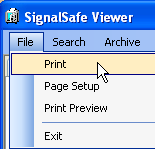 SignalSafe Viewer
File Search Archive
Print
Page Setup
Print Preview
Exit